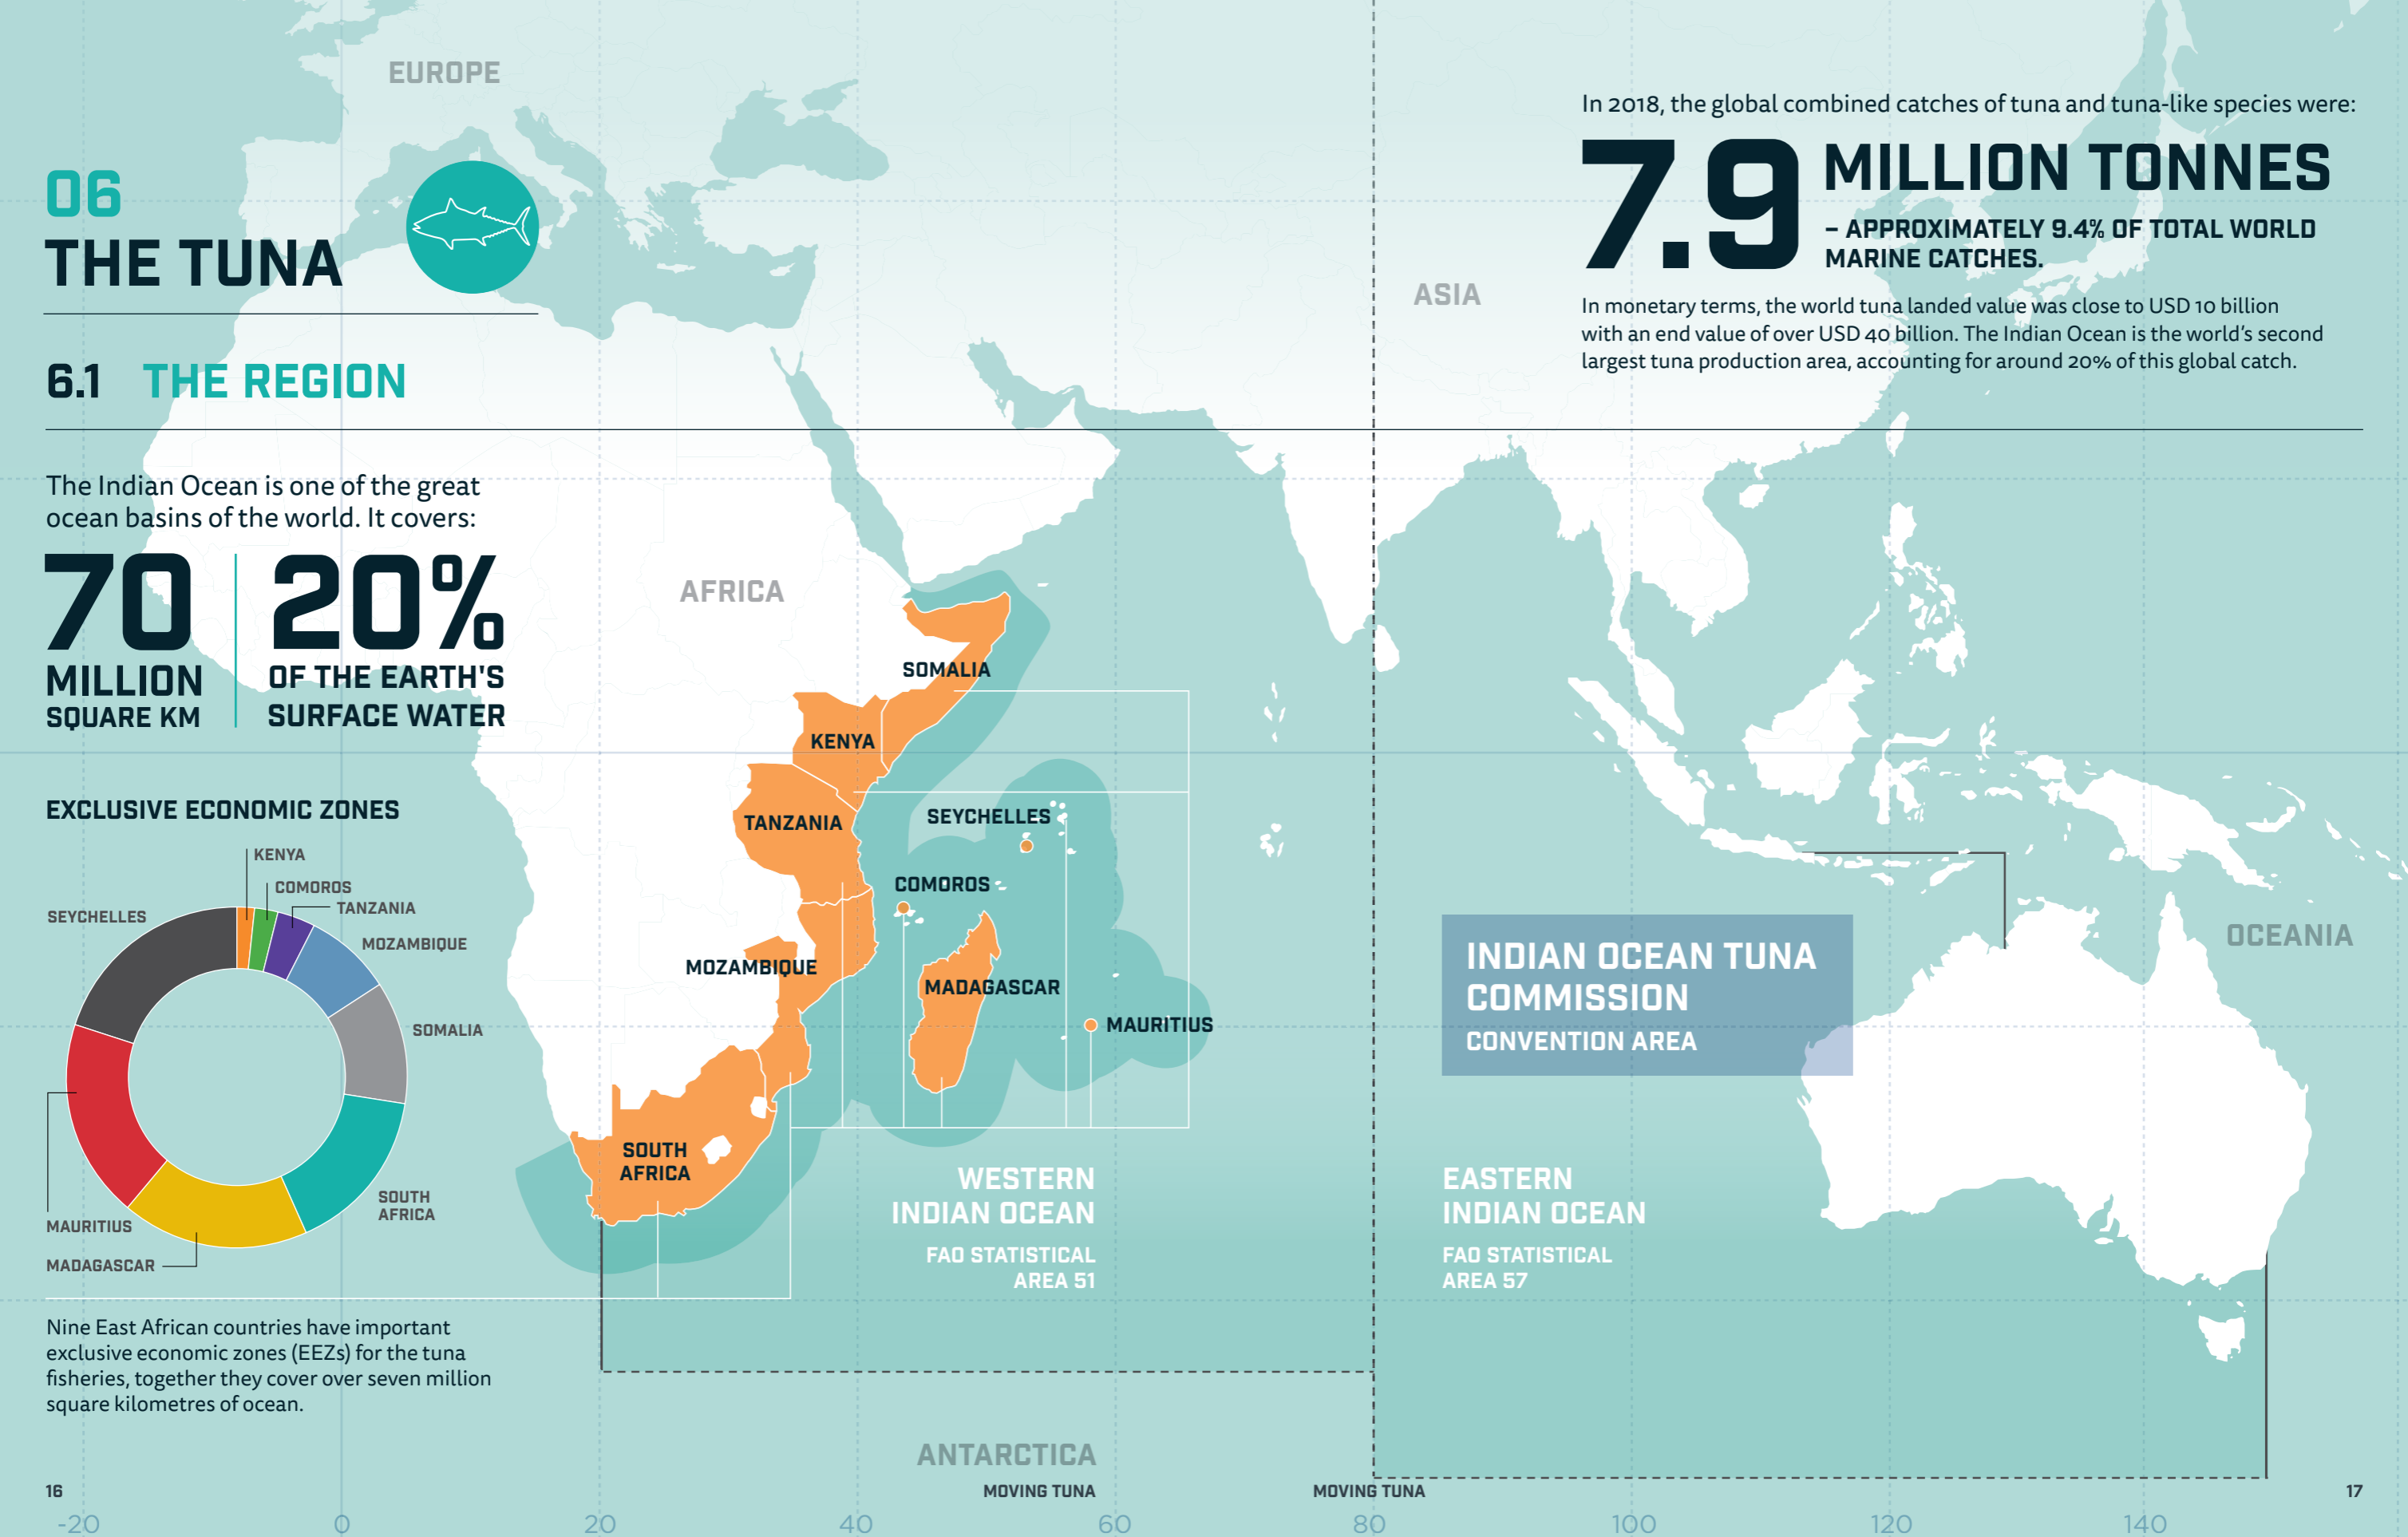 EUROPE
06
THE TUNA
6.1 THE REGION
The Indian Ocean is one of the great
ocean basins of the world. It covers:
70
MILLION
SQUARE KM
20%
OF THE EARTH'S
SURFACE WATER
EXCLUSIVE ECONOMIC ZONES
KENYA
COMOROS
TANZANIA
MOZAMBIQUE
SEYCHELLES
SOMALIA
SOUTH
AFRICA
MAURITIUS
MADAGASCAR
Nine East African countries have important
exclusive economic zones (EEZs) for the tuna
fisheries, together they cover over seven million
square kilometres of ocean.
In 2018, the global combined catches of tuna and tuna-like species were:
7.9 MILLION TONNES
– APPROXIMATELY 9.4% OF TOTAL WORLD
MARINE CATCHES.
In monetary terms, the world tuna landed value was close to USD 10 billion
with an end value of over USD 40 billion. The Indian Ocean is the world's second
largest tuna production area, accounting for around 20% of this global catch.
ASIA
AFRICA
SOMALIA
KENYA
TANZANIA
SEYCHELLES
COMOROS
MOZAMBIQUE
MADAGASCAR
MAURITIUS
SOUTH
AFRICA
WESTERN
INDIAN OCEAN
FAO STATISTICAL
AREA 51
INDIAN OCEAN TUNA
COMMISSION
CONVENTION AREA
OCEANIA
EASTERN
INDIAN OCEAN
FAO STATISTICAL
AREA 57
ANTARCTICA
16
MOVING TUNA
MOVING TUNA
17
-20
0
20
40
60
80
100
120
140